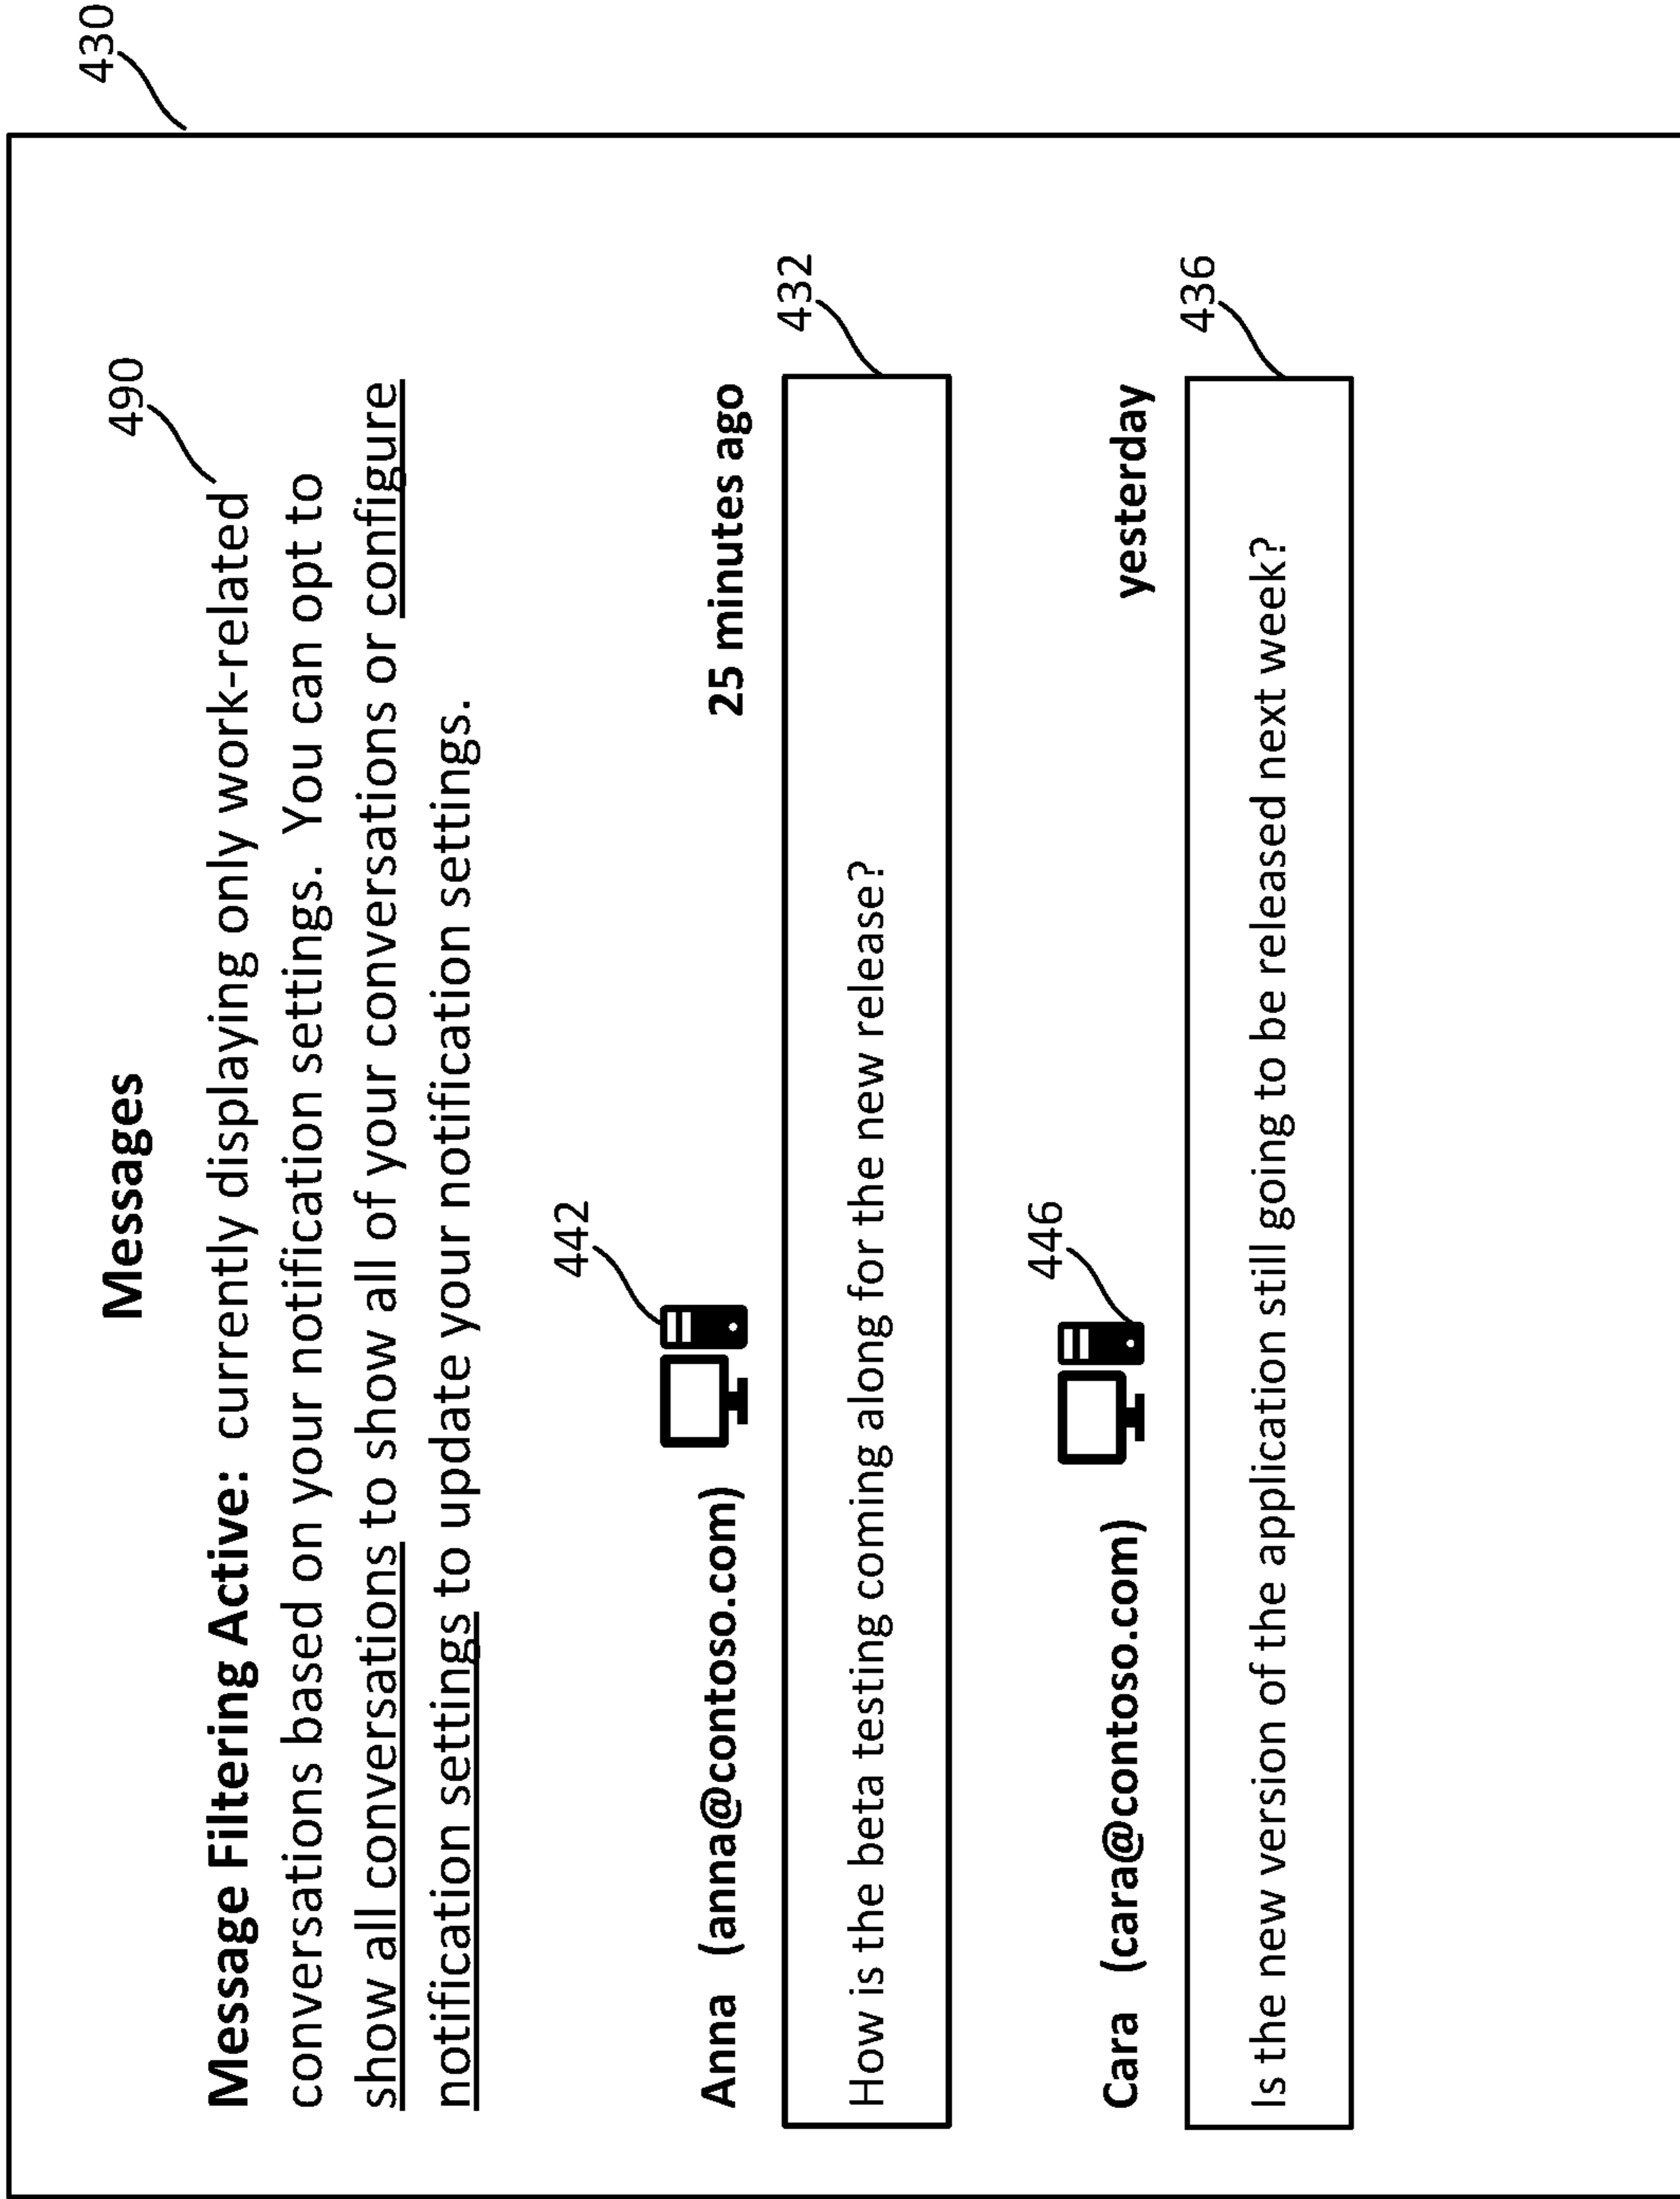 430
Messages
490
Message Filtering Active: currently displaying only work-related
conversations based on your notification settings. You can opt to
show all conversations to show all of your conversations or configure
notification settings to update your notification settings.
442
Anna (anna@contoso.com) 25 minutes ago
432
How is the beta testing coming along for the new release?
446
Cara (cara@contoso.com) yesterday
436
Is the new version of the application still going to be released next week?